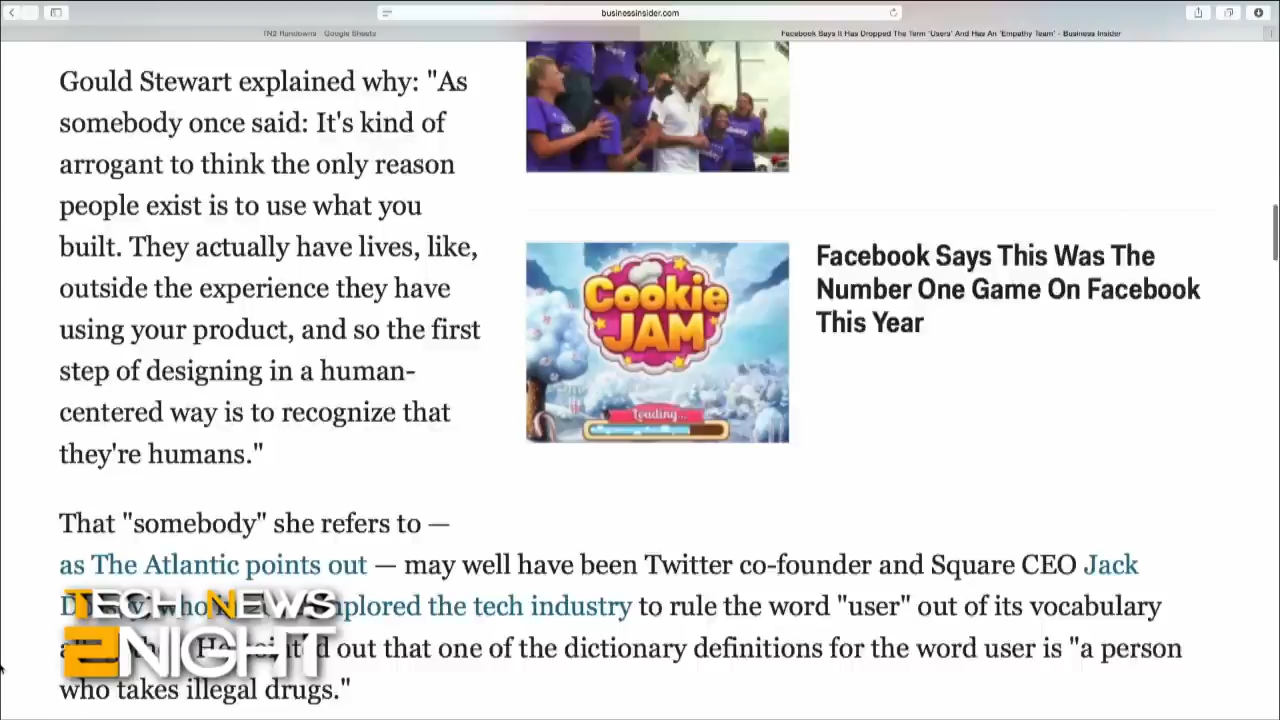 businessinsider.com
TN2 Rundowns - Google Sheets
Facebook Says It Has Dropped The Term 'Users' And Has An 'Empathy Team' - Business Insider
Gould Stewart explained why: "As
somebody once said: It's kind of
arrogant to think the only reason
people exist is to use what you
built. They actually have lives, like,
outside the experience they have
using your product, and so the first
step of designing in a human-
centered way is to recognize that
they're humans."
Cookie
JAM
Loading...
Facebook Says This Was The
Number One Game On Facebook
This Year
That "somebody" she refers to —
as The Atlantic points out — may well have been Twitter co-founder and Square CEO Jack
the tech industry to rule the word "user" out of its vocabulary
out that one of the dictionary definitions for the word user is "a person
who takes illegal drugs."
TECH NEWS
2NIGHT